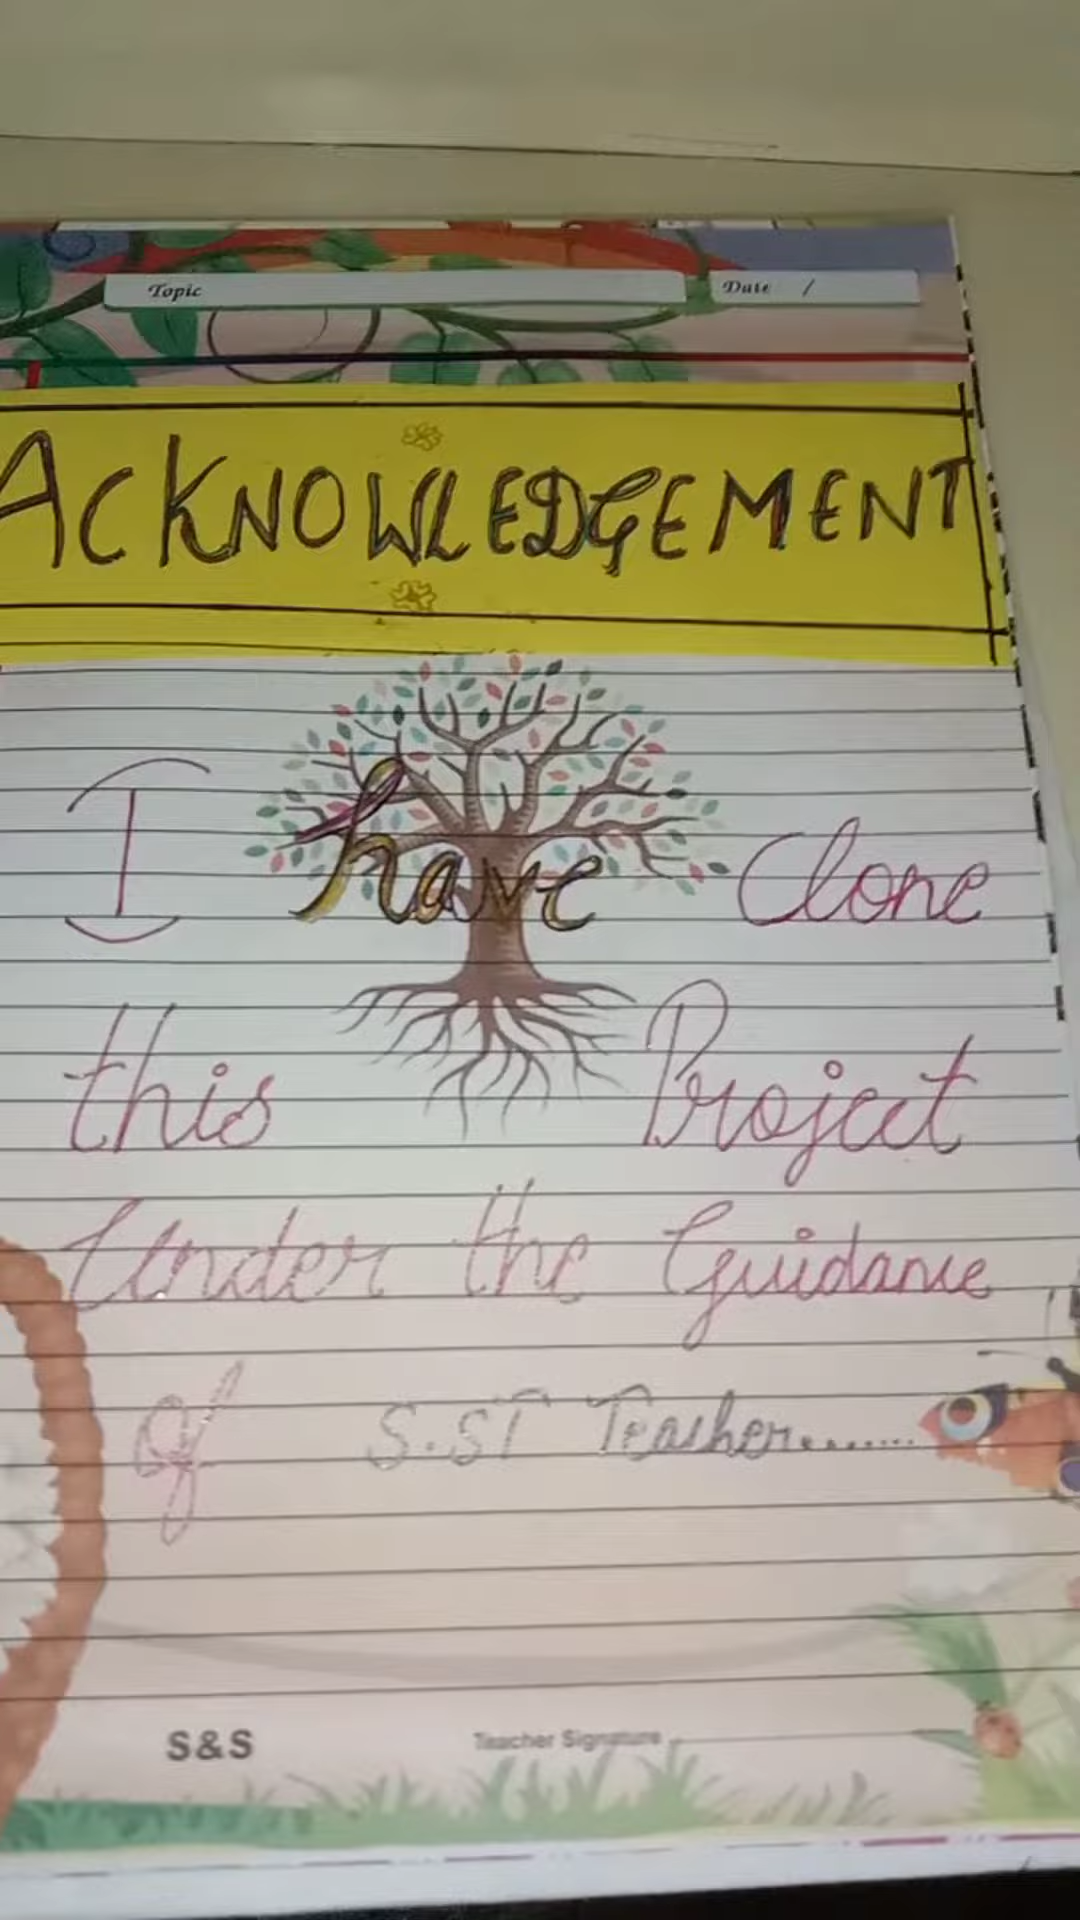 Topic
Date /
ACKNOWLEDGEMENT
I have done
this Project
Under the Guidance
of S.ST Teacher.......
S&S
Teacher Signature